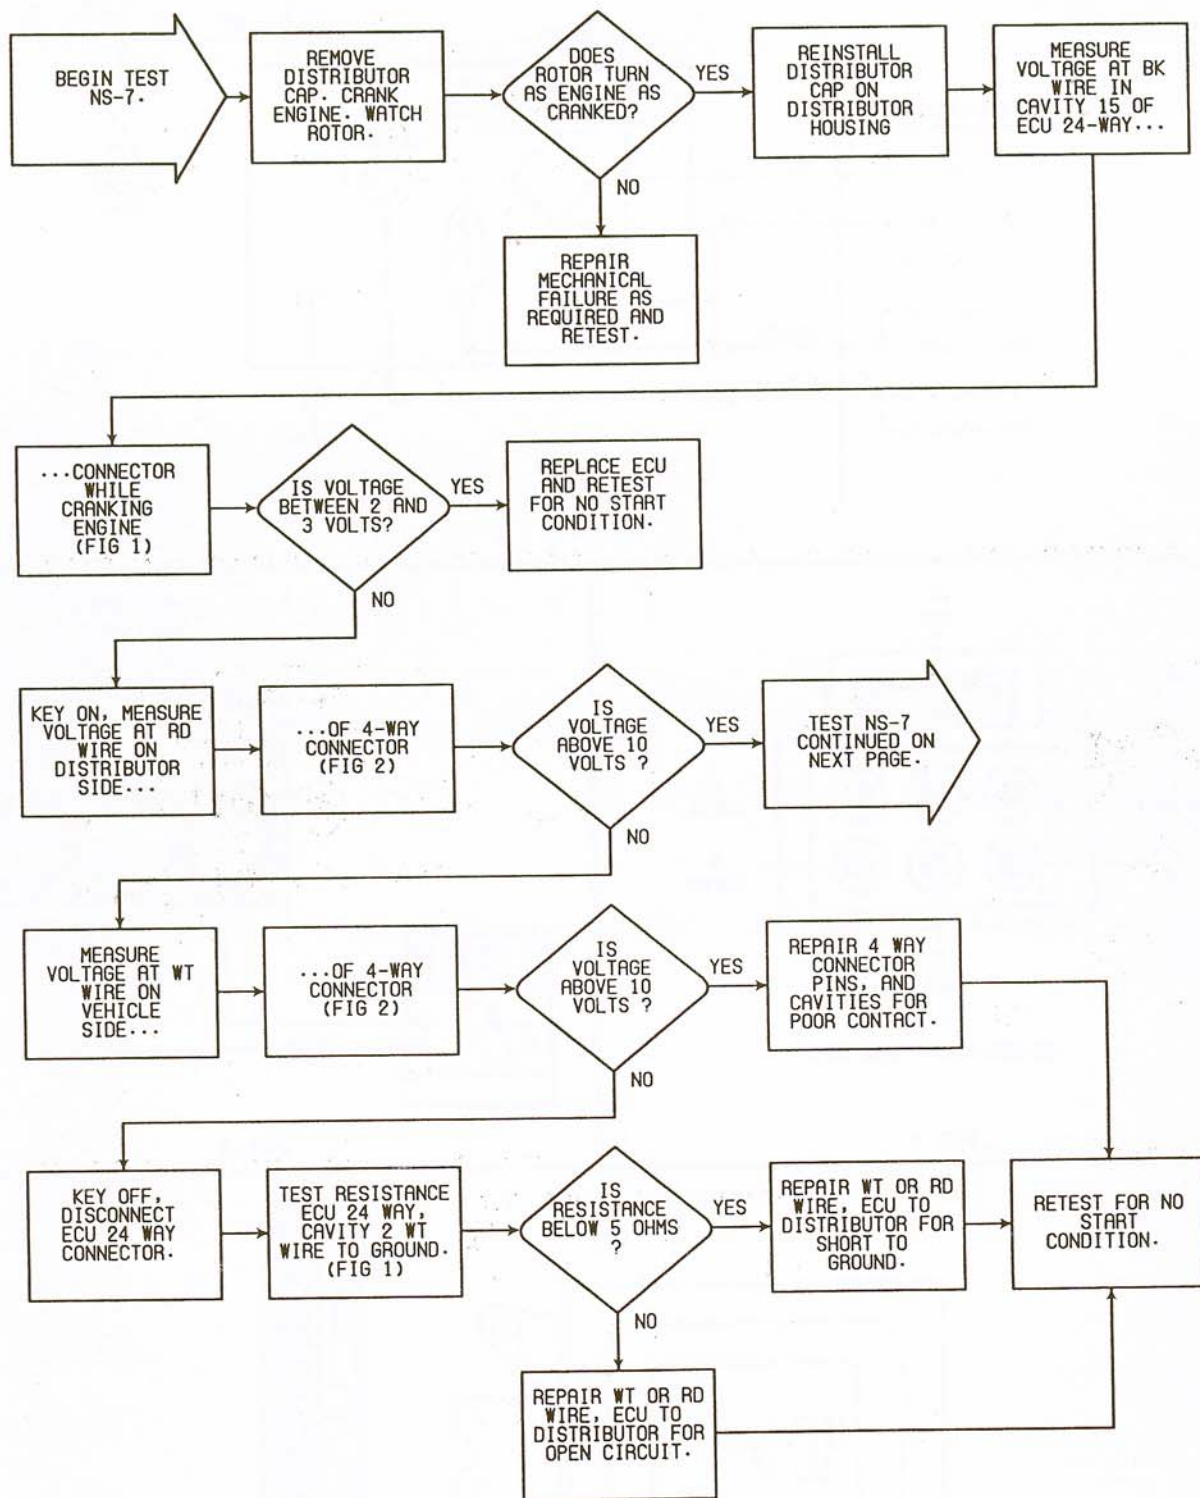 BEGIN TEST
NS-7.
REMOVE
DISTRIBUTOR
CAP. CRANK
ENGINE. WATCH
ROTOR.
DOES
ROTOR TURN
AS ENGINE AS
CRANKED?
YES
NO
REINSTALL
DISTRIBUTOR
CAP ON
DISTRIBUTOR
HOUSING
MEASURE
VOLTAGE AT BK
WIRE IN
CAVITY 15 OF
ECU 24-WAY...
REPAIR
MECHANICAL
FAILURE AS
REQUIRED AND
RETEST.
...CONNECTOR
WHILE
CRANKING
ENGINE
(FIG 1)
IS VOLTAGE
BETWEEN 2 AND
3 VOLTS?
YES
NO
REPLACE ECU
AND RETEST
FOR NO START
CONDITION.
KEY ON, MEASURE
VOLTAGE AT RD
WIRE ON
DISTRIBUTOR
SIDE...
...OF 4-WAY
CONNECTOR
(FIG 2)
IS
VOLTAGE
ABOVE 10
VOLTS ?
YES
NO
TEST NS-7
CONTINUED ON
NEXT PAGE.
MEASURE
VOLTAGE AT WT
WIRE ON
VEHICLE
SIDE...
...OF 4-WAY
CONNECTOR
(FIG 2)
IS
VOLTAGE
ABOVE 10
VOLTS ?
YES
NO
REPAIR 4 WAY
CONNECTOR
PINS, AND
CAVITIES FOR
POOR CONTACT.
KEY OFF,
DISCONNECT
ECU 24 WAY
CONNECTOR.
TEST RESISTANCE
ECU 24 WAY,
CAVITY 2 WT
WIRE TO GROUND.
(FIG 1)
IS
RESISTANCE
BELOW 5 OHMS
?
YES
NO
REPAIR WT OR RD
WIRE, ECU TO
DISTRIBUTOR FOR
SHORT TO
GROUND.
RETEST FOR NO
START
CONDITION.
REPAIR WT OR RD
WIRE, ECU TO
DISTRIBUTOR FOR
OPEN CIRCUIT.